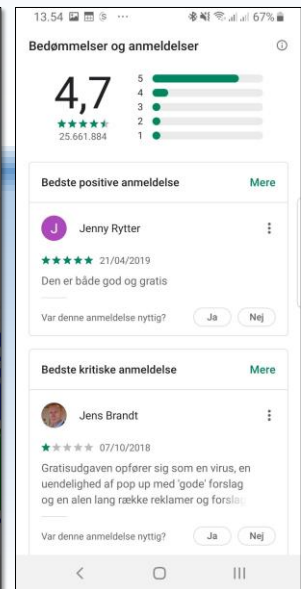 13.54 67%
Bedømmelser og anmeldelser
4,7
25.661.884
5
4
3
2
1
Bedste positive anmeldelse Mere
J Jenny Rytter
21/04/2019
Den er både god og gratis
Var denne anmeldelse nyttig? Ja Nej
Bedste kritiske anmeldelse Mere
Jens Brandt
07/10/2018
Gratisudgaven opfører sig som en virus, en
uendelighed af pop up med 'gode' forslag
og en alen lang række reklamer og forslag
Var denne anmeldelse nyttig? Ja Nej